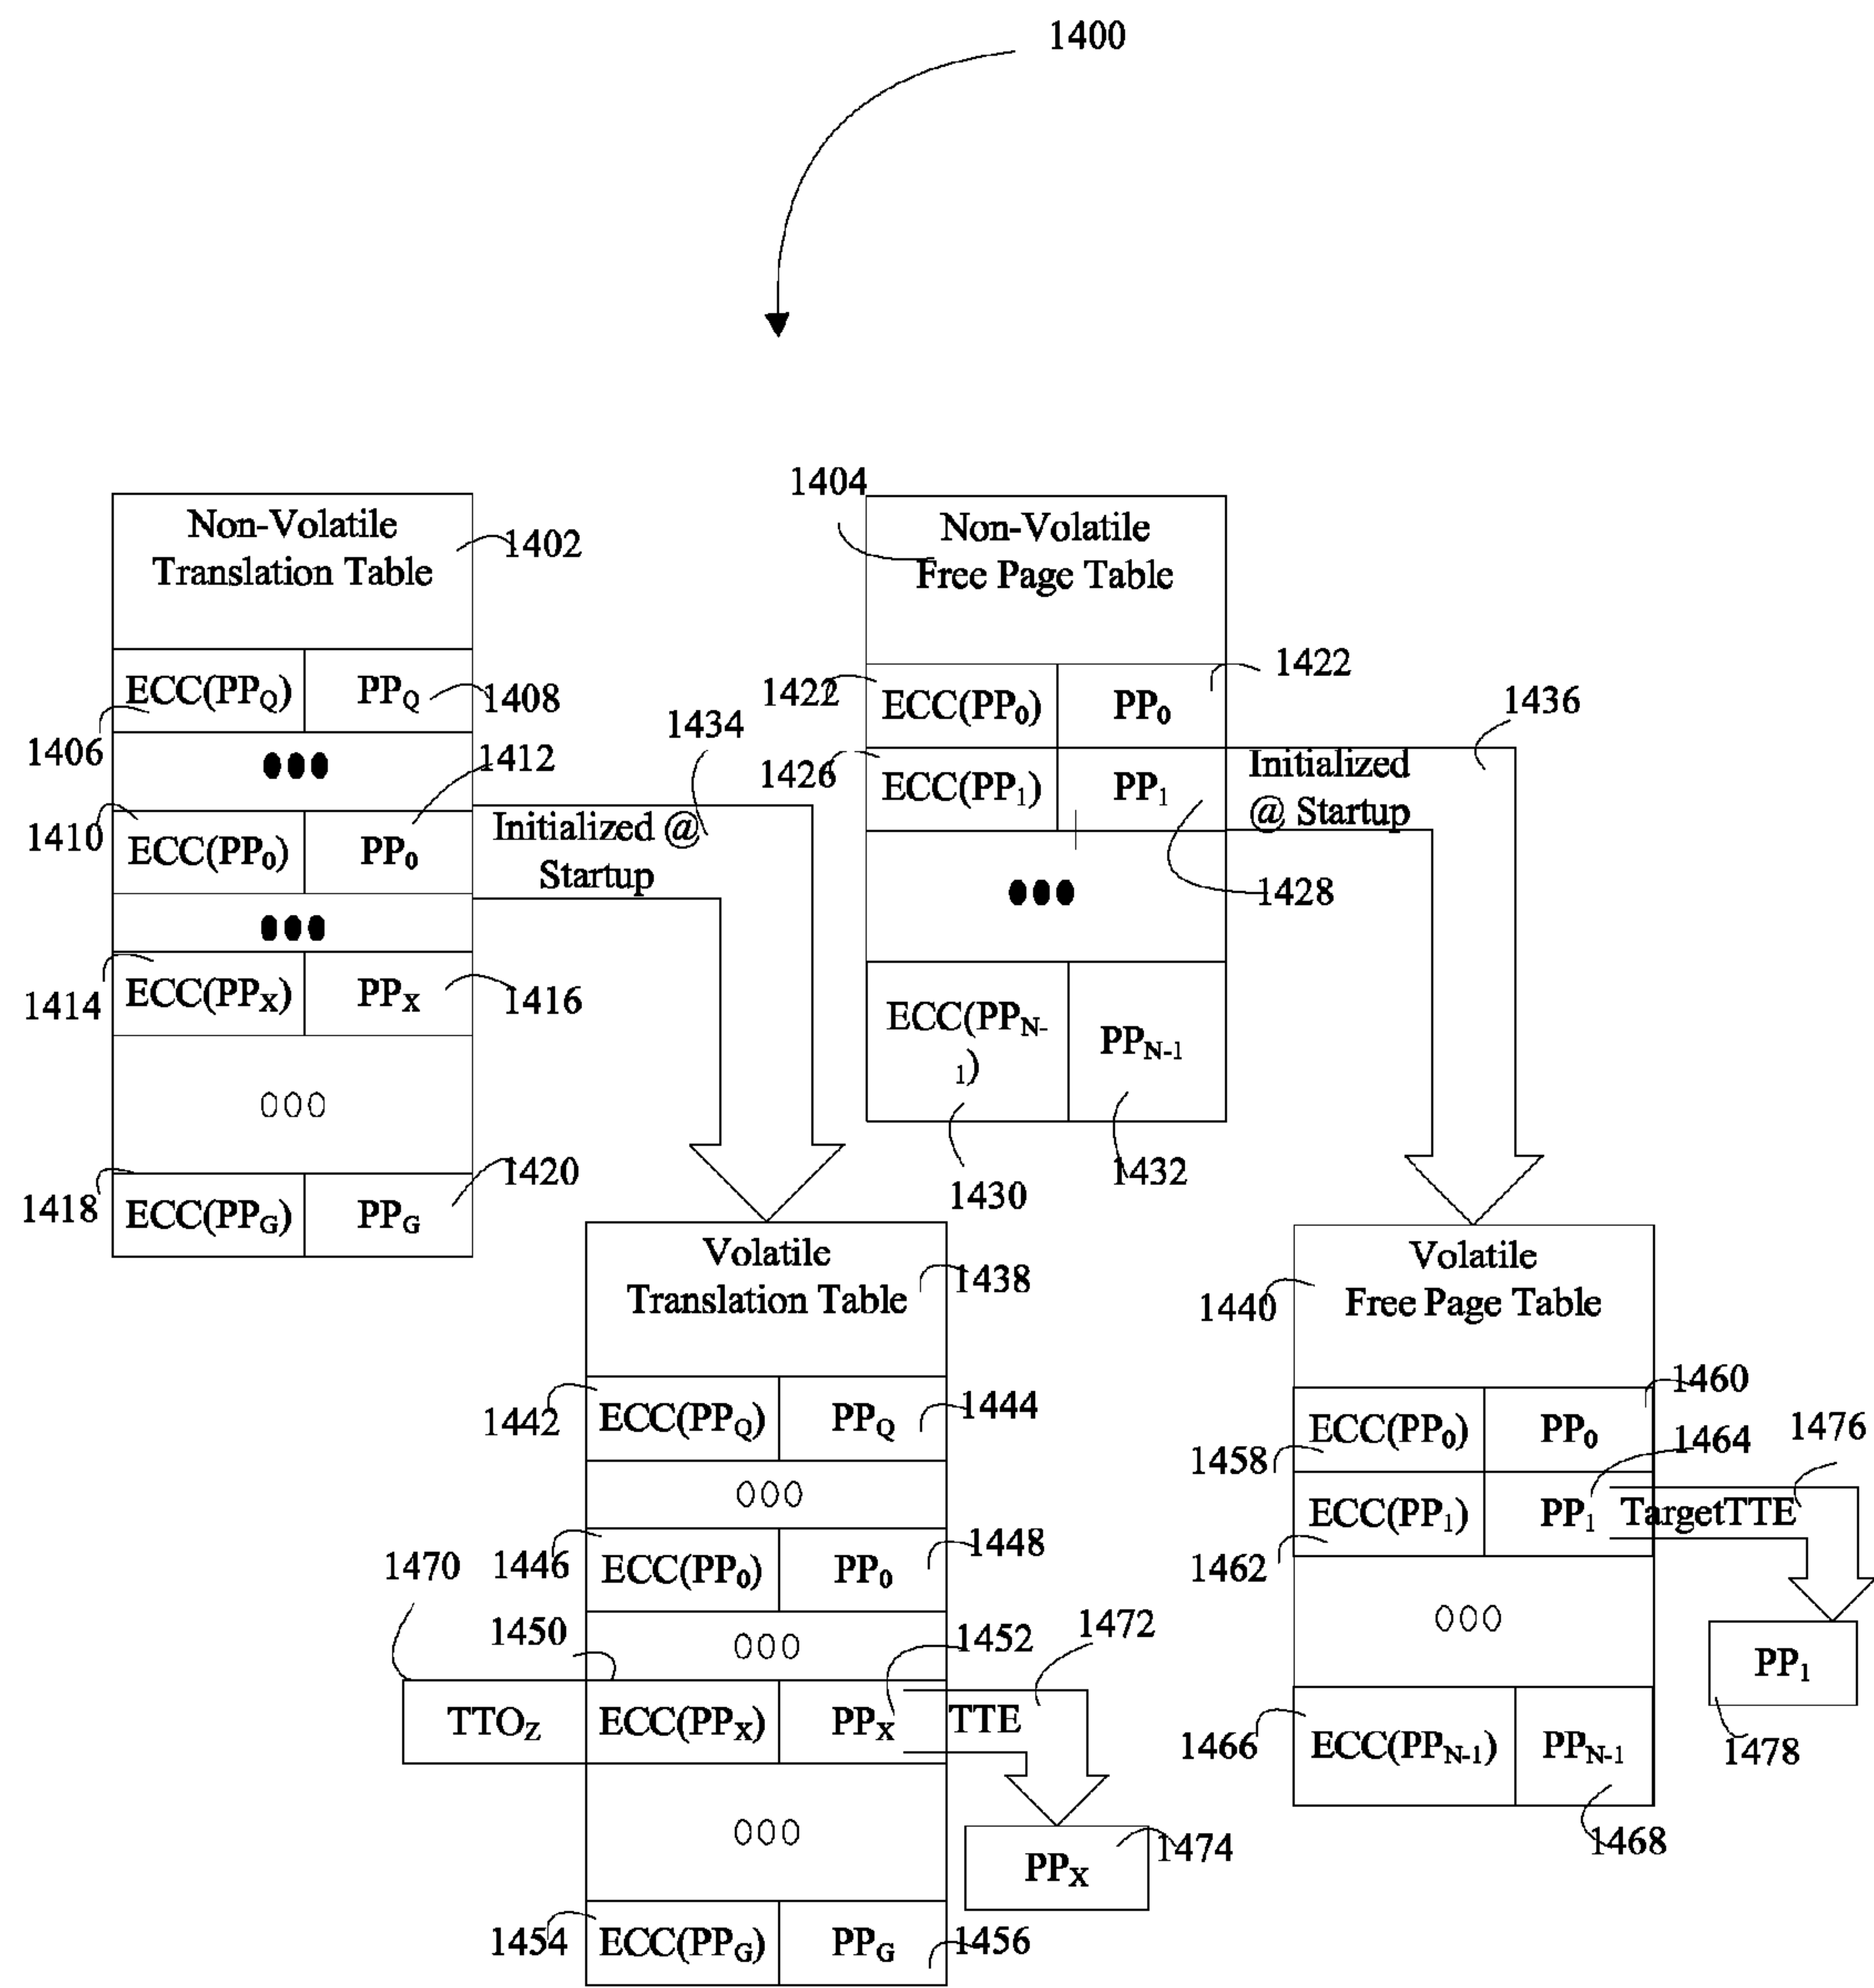 1400
Non-Volatile
Translation Table
1402
ECC(PPQ) PPQ
1406
1408
1410
1412
ECC(PP0) PP0
1414
ECC(PPX) PPX
1416
1418
ECC(PPG) PPG
1420
1434
Initialized @
Startup
1404
Non-Volatile
Free Page Table
1422
ECC(PP0) PP0
1422
1426
ECC(PP1) PP1
1428
ECC(PPN-
1) PPN-1
1430
1432
1436
Initialized
@ Startup
Volatile
Translation Table
1438
1442
ECC(PPQ) PPQ
1444
1446
ECC(PP0) PP0
1448
1470
1450
1452
1472
TTOZ ECC(PPX) PPX TTE
PPX
1474
1454
ECC(PPG) PPG
1456
Volatile
Free Page Table
1440
1460
ECC(PP0) PP0
1458
1464
1476
ECC(PP1) PP1 TargetTTE
1462
PP1
1478
1466
ECC(PPN-1) PPN-1
1468